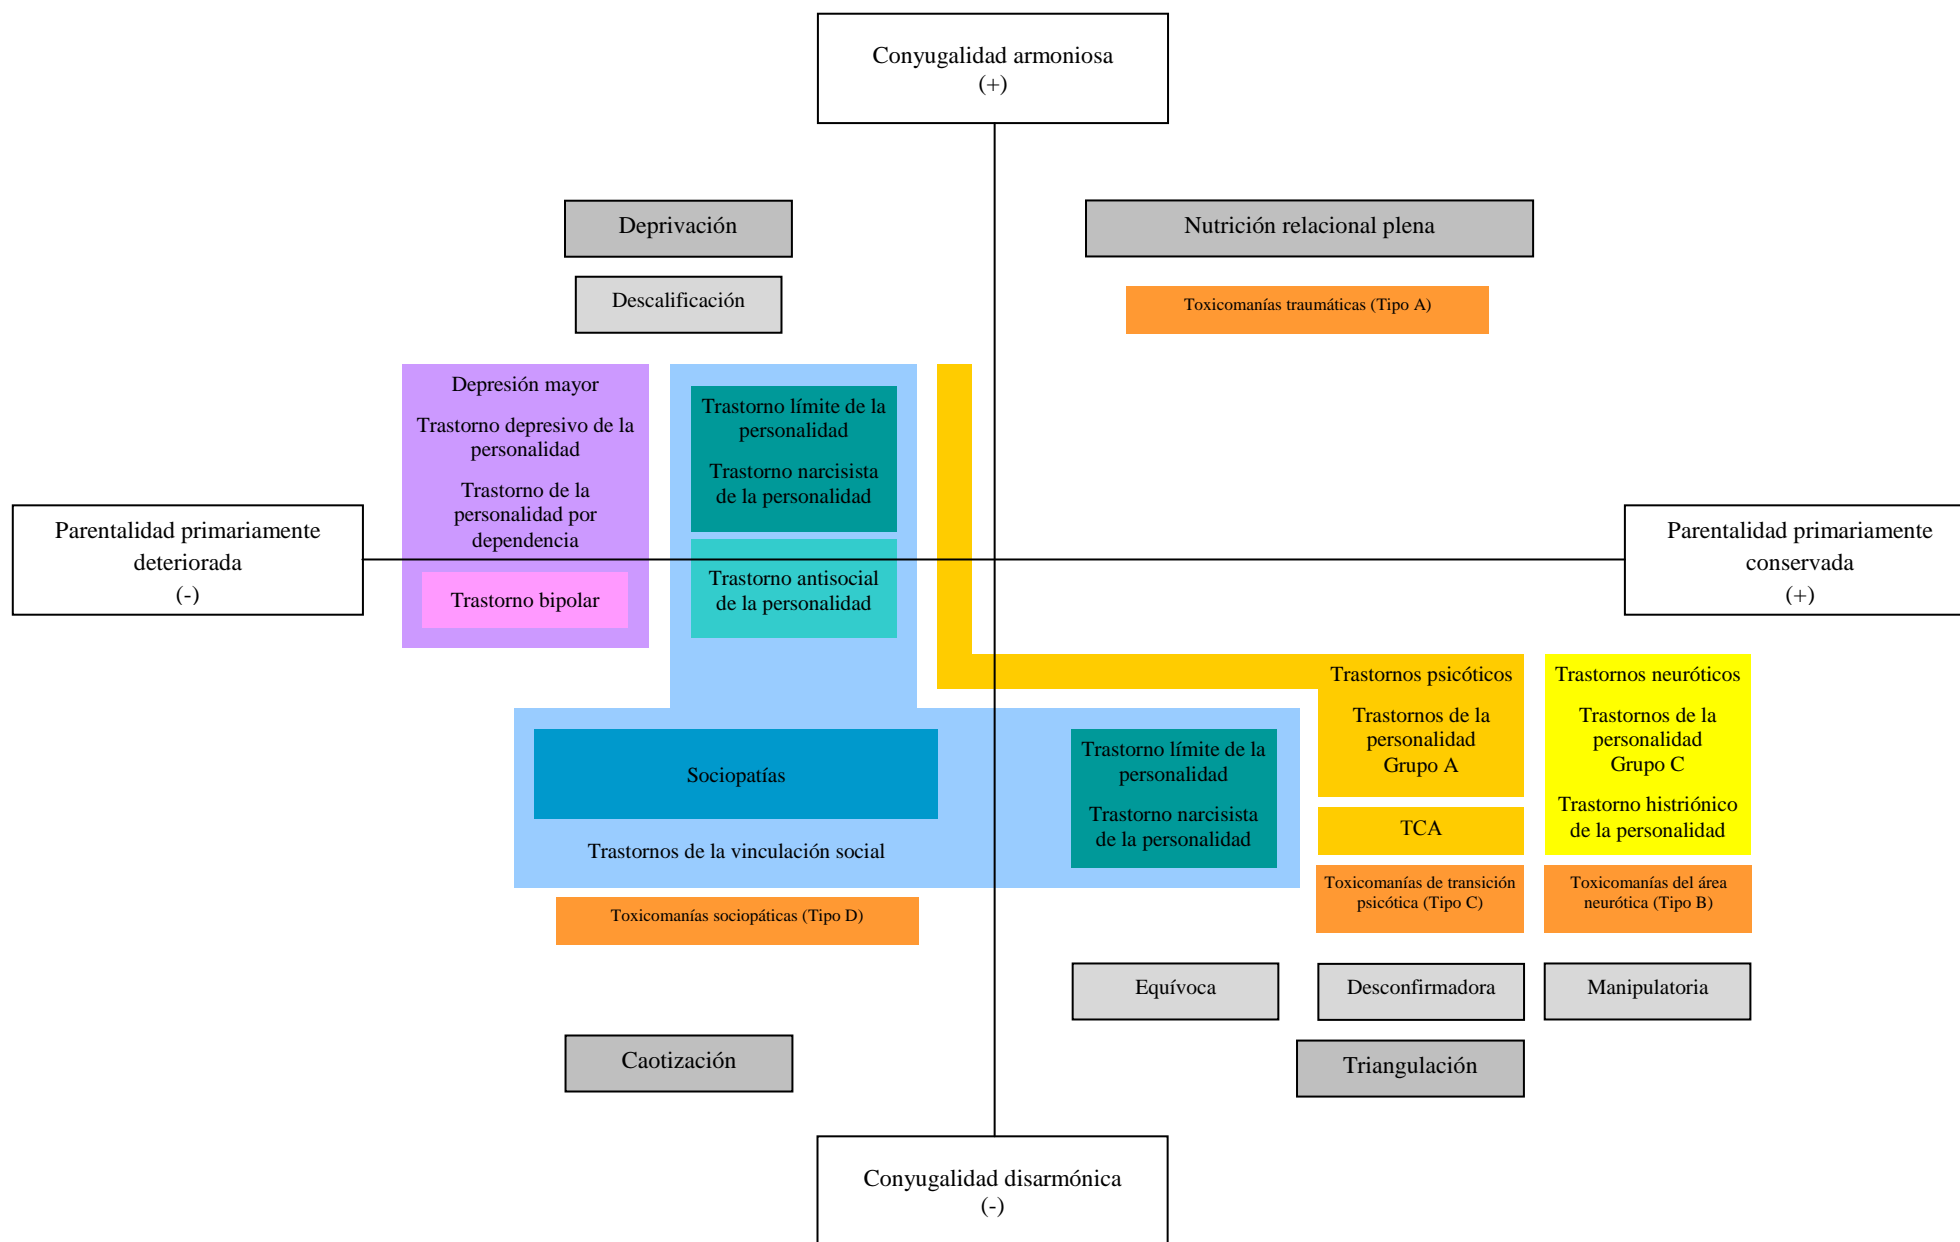 Conyugalidad armoniosa
(+)
Deprivación
Nutrición relacional plena
Descalificación
Toxicomanías traumáticas (Tipo A)
Depresión mayor
Trastorno depresivo de la
personalidad
Trastorno de la
personalidad por
dependencia
Trastorno bipolar
Trastorno límite de la
personalidad
Trastorno narcisista
de la personalidad
Trastorno antisocial
de la personalidad
Parentalidad primariamente
deteriorada
(-)
Parentalidad primariamente
conservada
(+)
Sociopatías
Trastornos de la vinculación social
Trastorno límite de la
personalidad
Trastorno narcisista
de la personalidad
Trastornos psicóticos
Trastornos de la
personalidad
Grupo A
TCA
Trastornos neuróticos
Trastornos de la
personalidad
Grupo C
Trastorno histriónico
de la personalidad
Toxicomanías sociopáticas (Tipo D)
Toxicomanías de transición
psicótica (Tipo C)
Toxicomanías del área
neurótica (Tipo B)
Equívoca
Desconfirmadora
Manipulatoria
Caotización
Triangulación
Conyugalidad disarmónica
(-)